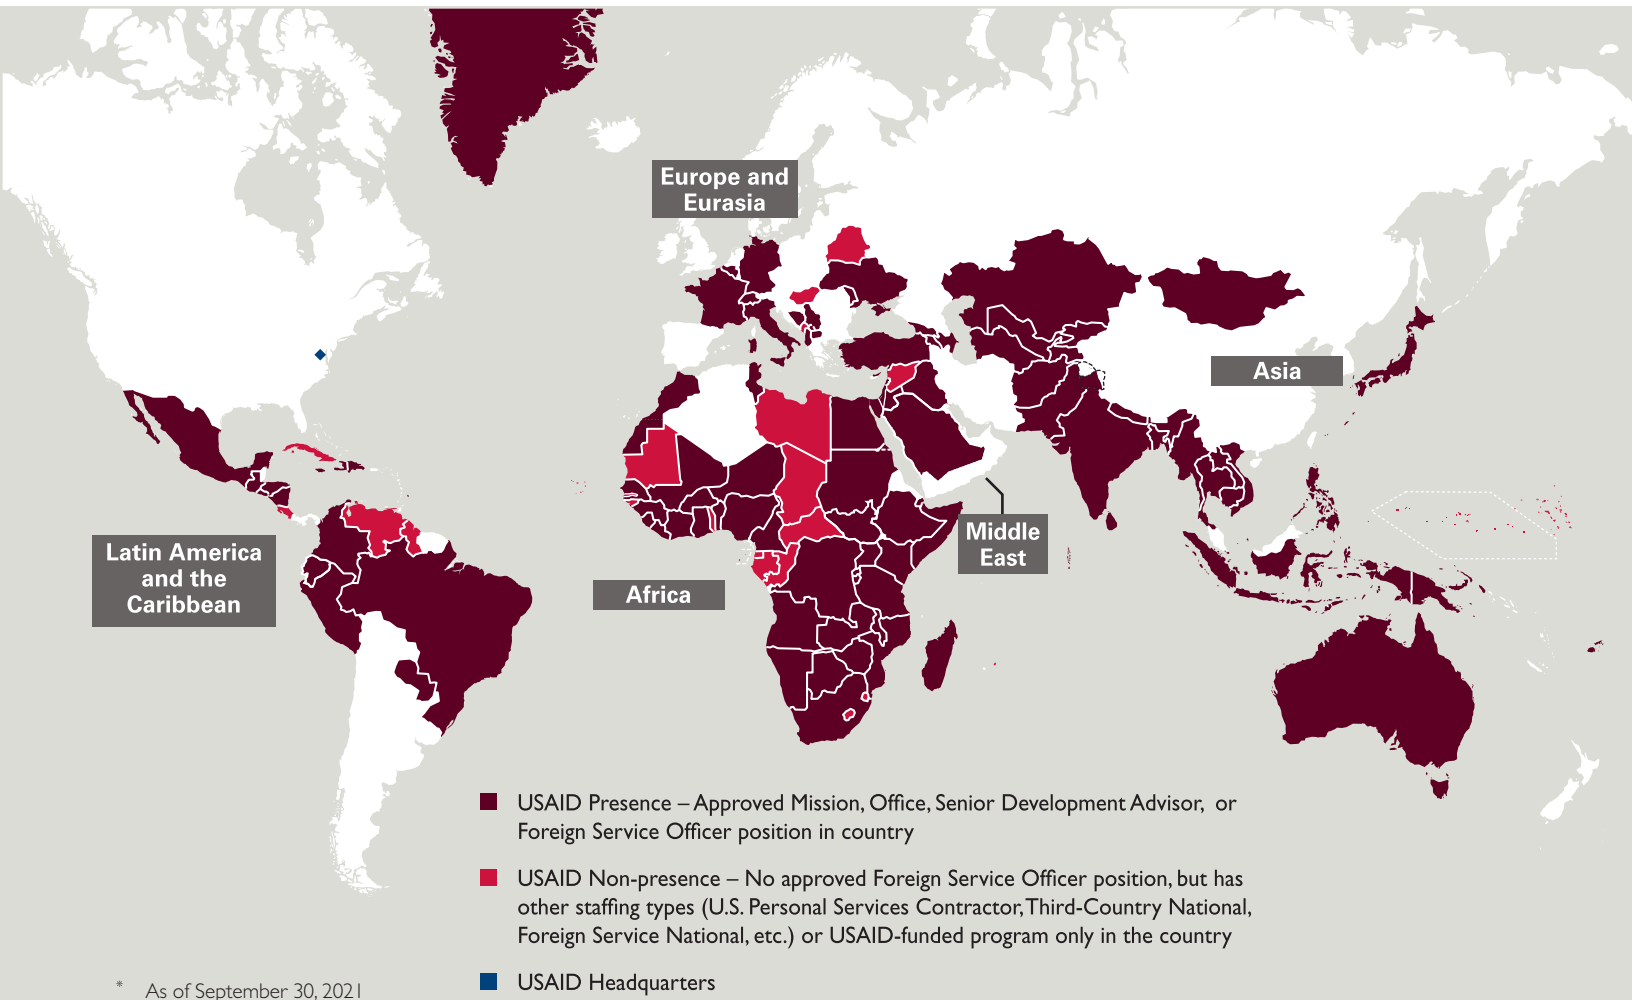 Europe and
Eurasia
Asia
Middle
East
Latin America
and the
Caribbean
Africa
USAID Presence – Approved Mission, Office, Senior Development Advisor, or
Foreign Service Officer position in country
USAID Non-presence – No approved Foreign Service Officer position, but has
other staffing types (U.S. Personal Services Contractor, Third-Country National,
Foreign Service National, etc.) or USAID-funded program only in the country
USAID Headquarters
* As of September 30, 2021